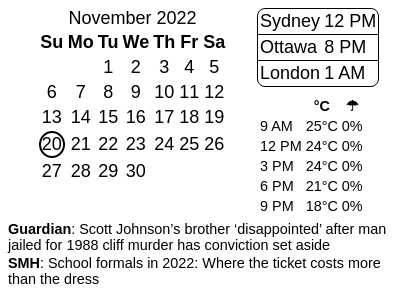 November 2022
Su Mo Tu We Th Fr Sa
1 2 3 4 5
6 7 8 9 10 11 12
13 14 15 16 17 18 19
20 21 22 23 24 25 26
27 28 29 30
Sydney 12 PM
Ottawa 8 PM
London 1 AM
°C ☂
9 AM 25°C 0%
12 PM 24°C 0%
3 PM 24°C 0%
6 PM 21°C 0%
9 PM 18°C 0%
Guardian: Scott Johnson’s brother ‘disappointed’ after man
jailed for 1988 cliff murder has conviction set aside
SMH: School formals in 2022: Where the ticket costs more
than the dress